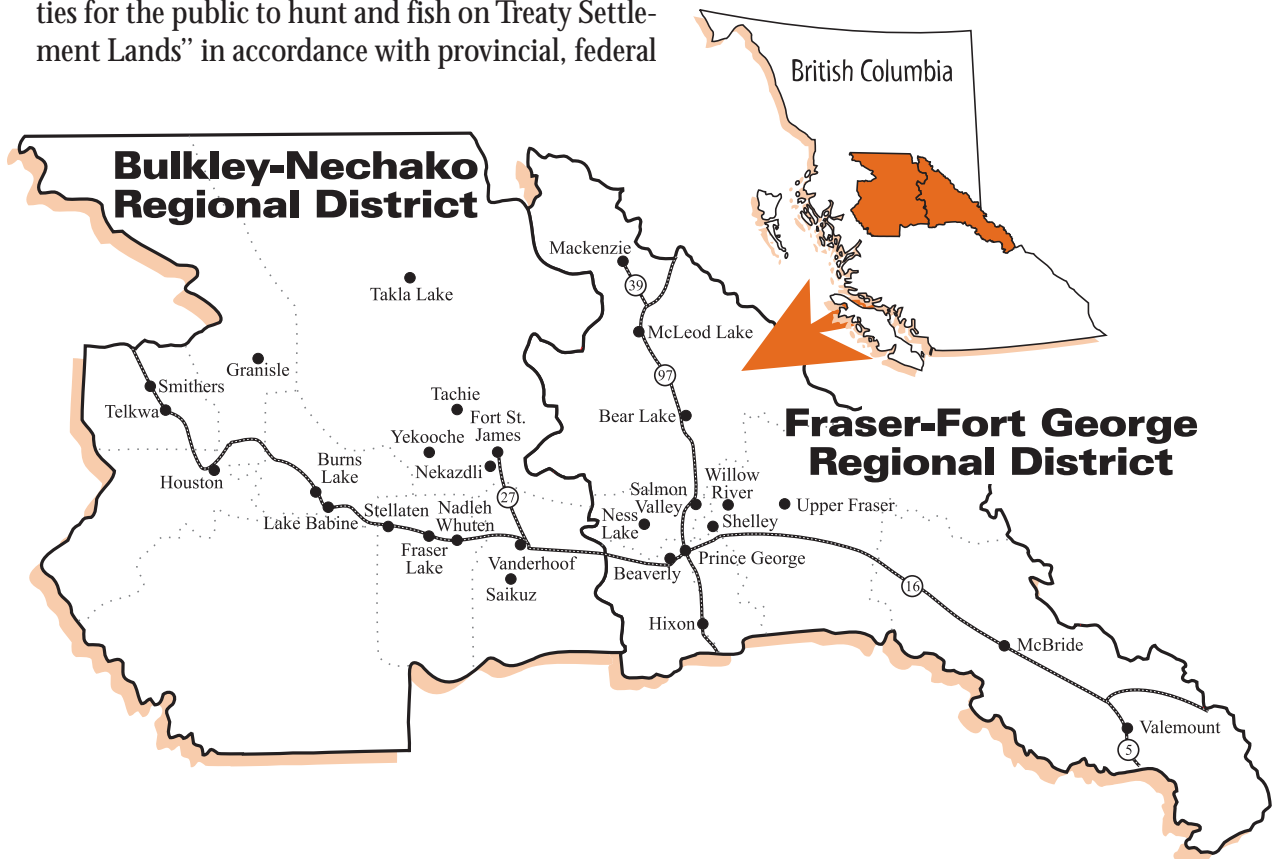 ties for the public to hunt and fish on Treaty Settle-
ment Lands” in accordance with provincial, federal
British Columbia
Bulkley-Nechako
Regional District
Mackenzie
39
Takla Lake
McLeod Lake
Granisle
97
Smithers
Telkwa
Tachie
Fort St.
James
Bear Lake
Fraser-Fort George
Regional District
Yekooche
Nekazdli
Burns
Lake
Houston
27
Salmon
Valley
Willow
River
Upper Fraser
Lake Babine
Stellaten
Nadleh
Whuten
Ness
Lake
Shelley
Fraser
Lake
Vanderhoof
Beaverly
Prince George
Saikuz
16
Hixon
McBride
Valemount
5